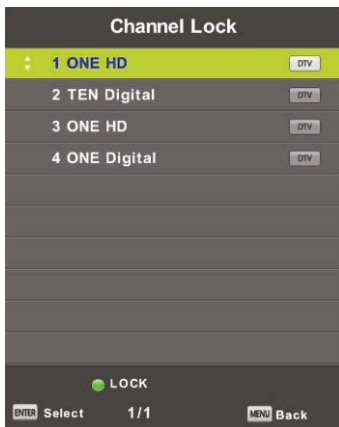 Channel Lock
1 ONE HD DTV
2 TEN Digital DTV
3 ONE HD DTV
4 ONE Digital DTV
LOCK
ENTER Select 1/1 MENU Back